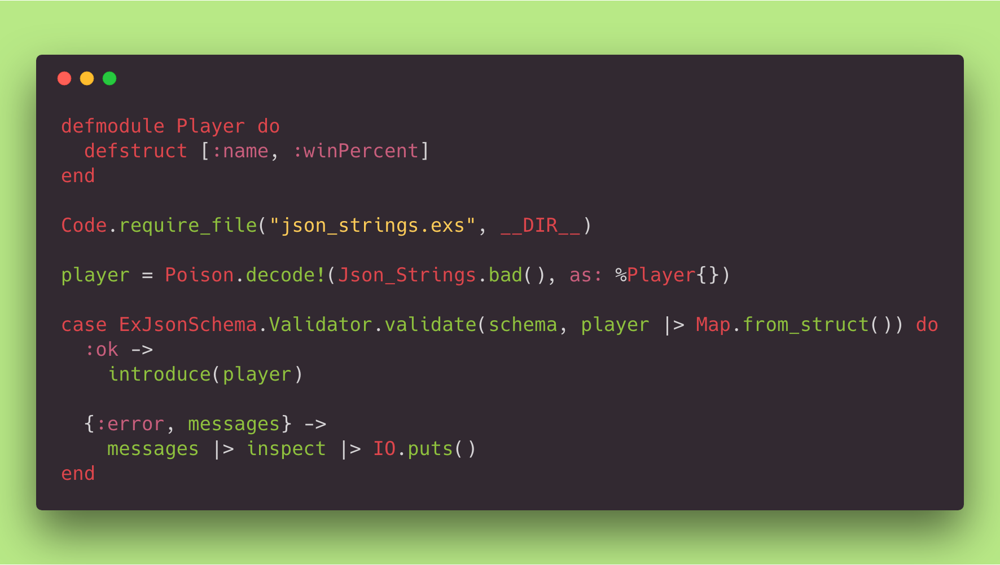 defmodule Player do
  defstruct [:name, :winPercent]
end

Code.require_file("json_strings.exs", __DIR__)

player = Poison.decode!(Json_Strings.bad(), as: %Player{})

case ExJsonSchema.Validator.validate(schema, player |> Map.from_struct()) do
  :ok ->
    introduce(player)

  {:error, messages} ->
    messages |> inspect |> IO.puts()
end